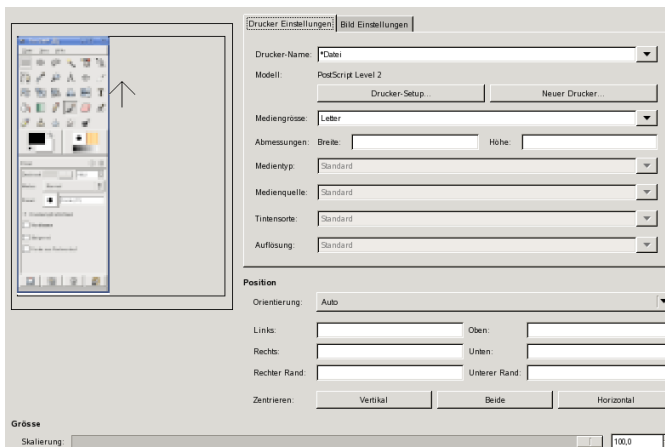 Drucker Einstellungen Bild Einstellungen
Drucker-Name: *Datei
Modell: PostScript Level 2
Drucker-Setup... Neuer Drucker...
Mediengrösse: Letter
Abmessungen: Breite: Höhe:
Medientyp: Standard
Medienquelle: Standard
Tintensorte: Standard
Auflösung: Standard
Position
Orientierung: Auto
Links: Oben:
Rechts: Unten:
Rechter Rand: Unterer Rand:
Zentrieren: Vertikal Beide Horizontal
Grösse
Skalierung: 100,0